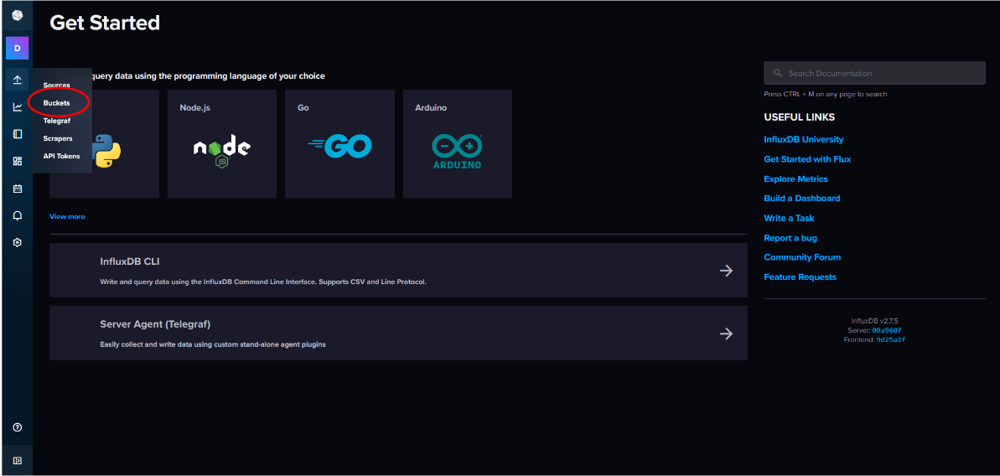 Get Started
D
Sources
Buckets
Telegraf
Scrapers
API Tokens
query data using the programming language of your choice
Node.js
Go
Arduino
node
JS
GO
ARDUINO
View more
InfluxDB CLI
Write and query data using the InfluxDB Command Line Interface. Supports CSV and Line Protocol.
Server Agent (Telegraf)
Easily collect and write data using custom stand-alone agent plugins
Search Documentation
Press CTRL + M on any page to search
USEFUL LINKS
InfluxDB University
Get Started with Flux
Explore Metrics
Build a Dashboard
Write a Task
Report a bug
Community Forum
Feature Requests
InfluxDB v2.7.5
Server: 09a9607
Frontend: 9d25a2f